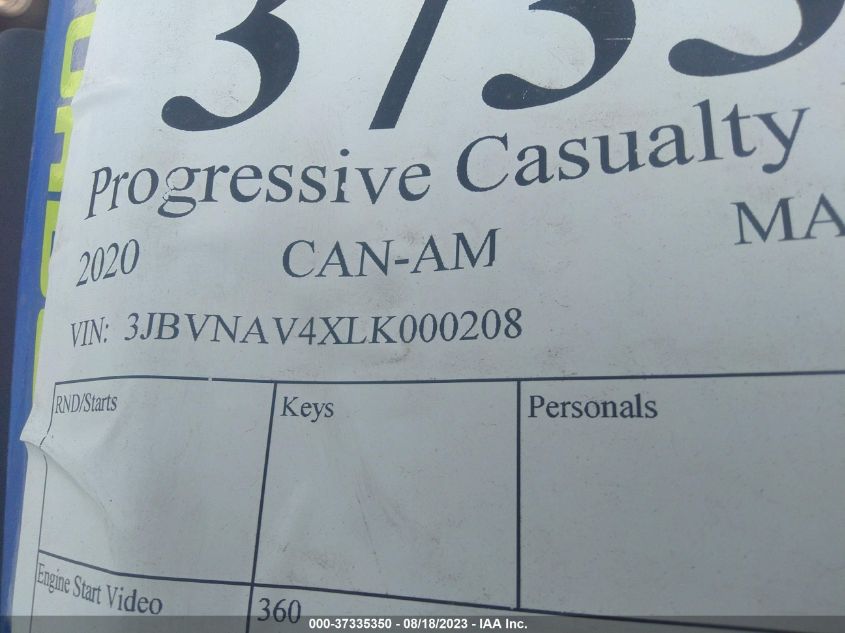 3733
Progressive Casualty
2020 CAN-AM MA
VIN: 3JBVNAV4XLK000208
RND/Starts Keys Personals
Engine Start Video 360
000-37335350 - 08/18/2023 - IAA Inc.